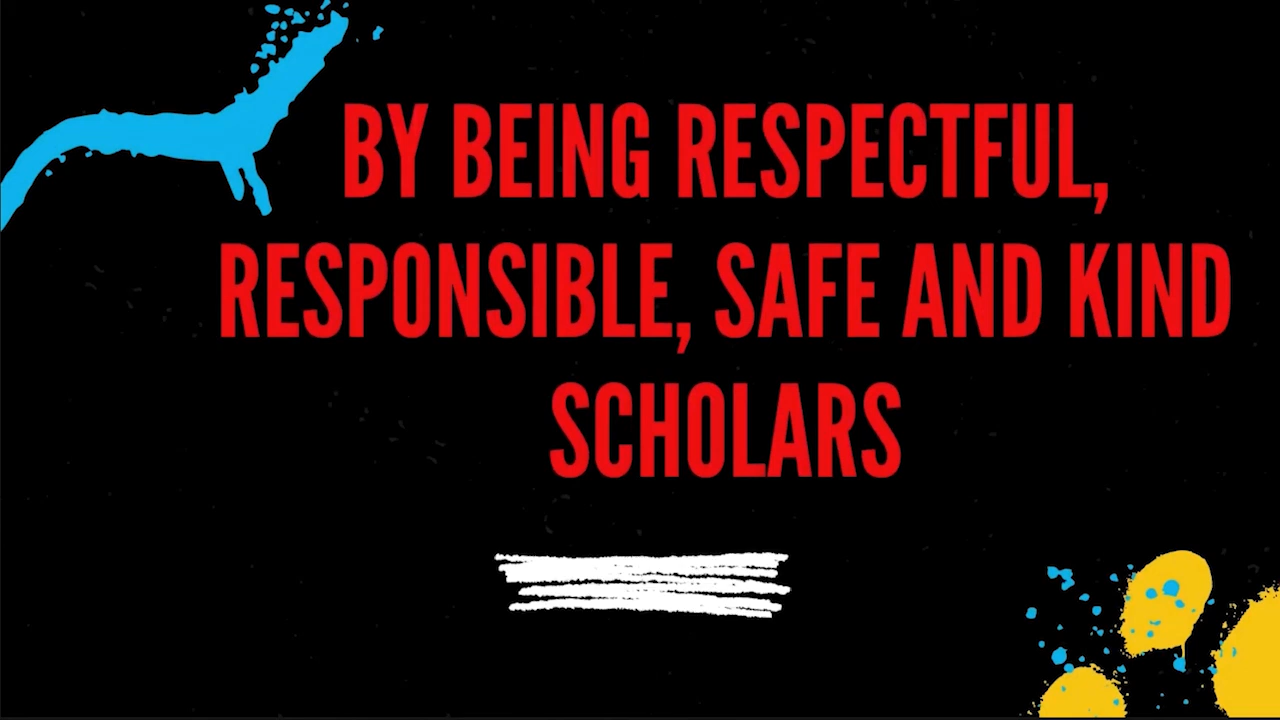 BY BEING RESPECTFUL,
RESPONSIBLE, SAFE AND KIND
SCHOLARS